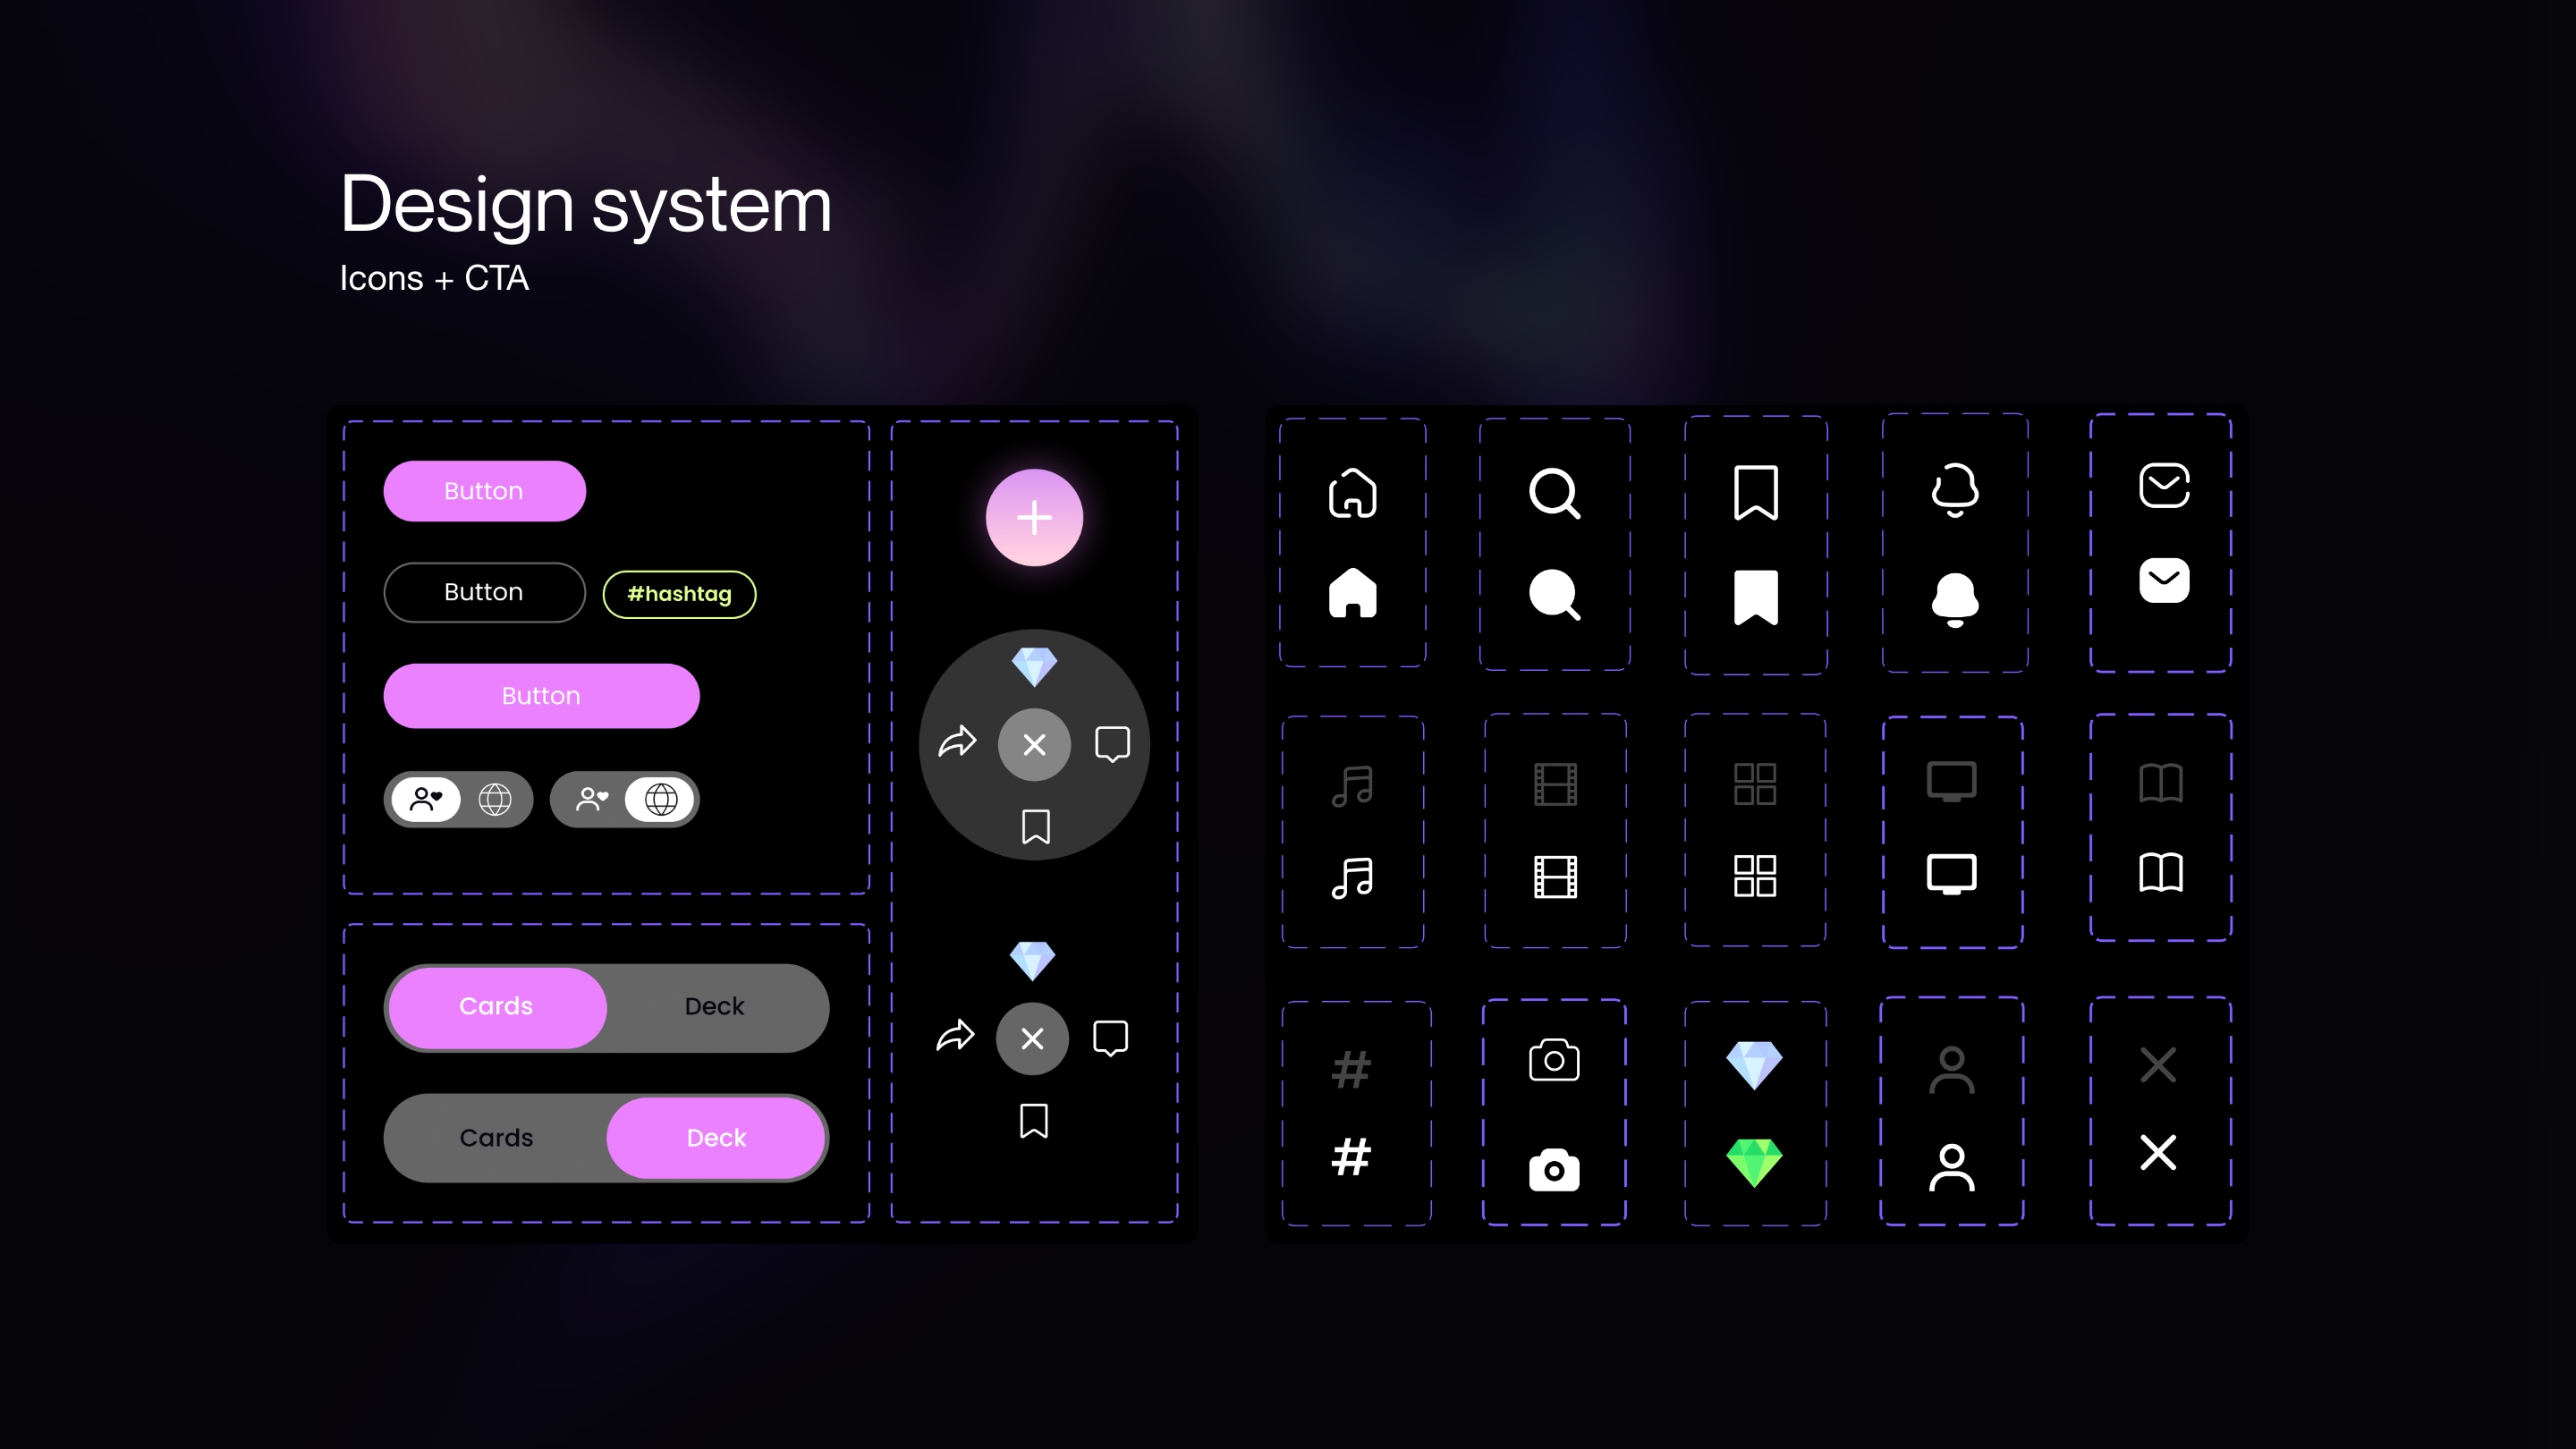 Design system
Icons + CTA
Button
Button
#hashtag
Button
Cards
Deck
Cards
Deck
#
#